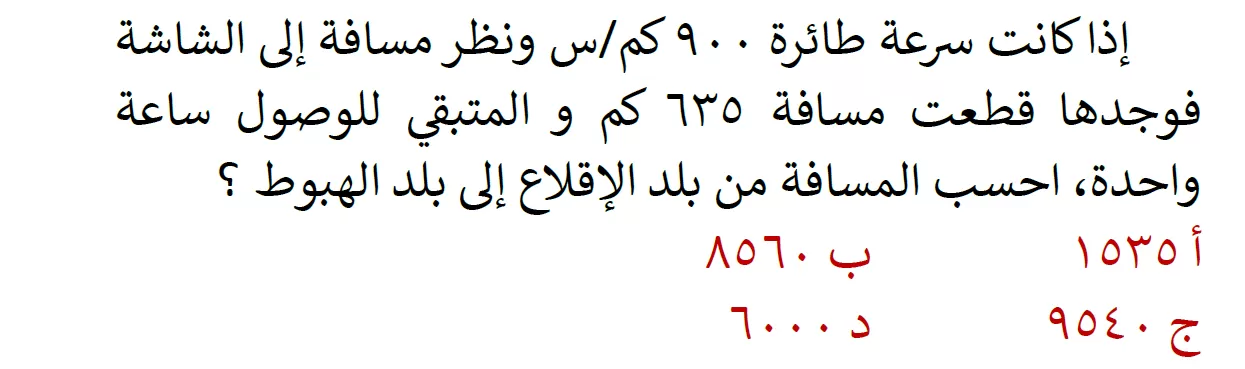 إذا كانت سرعة طائرة ٩٠٠ كم/س ونظر مسافة إلى الشاشة
فوجدها قطعت مسافة ٦٣٥ كم و المتبقي للوصول ساعة
واحدة، احسب المسافة من بلد الإقلاع إلى بلد الهبوط ؟
أ ١٥٣٥ ب ٨٥٦٠
ج ٩٥٤٠ د ٦٠٠٠